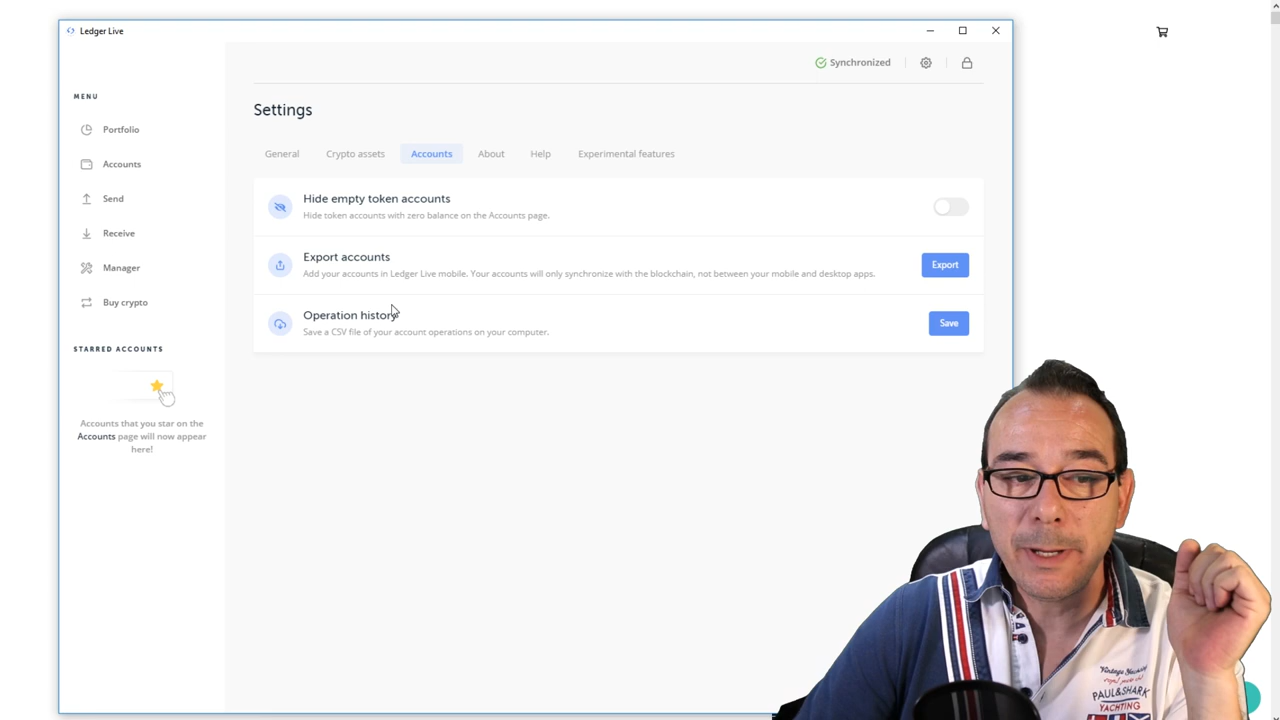 Ledger Live
Synchronized
MENU
Portfolio
Accounts
Send
Receive
Manager
Buy crypto
STARRED ACCOUNTS
Accounts that you star on the
Accounts page will now appear
here!
Settings
General
Crypto assets
Accounts
About
Help
Experimental features
Hide empty token accounts
Hide token accounts with zero balance on the Accounts page.
Export accounts
Add your accounts in Ledger Live mobile. Your accounts will only synchronize with the blockchain, not between your mobile and desktop apps.
Export
Operation history
Save a CSV file of your account operations on your computer.
Save
PAUL&SHARK
YACHTING